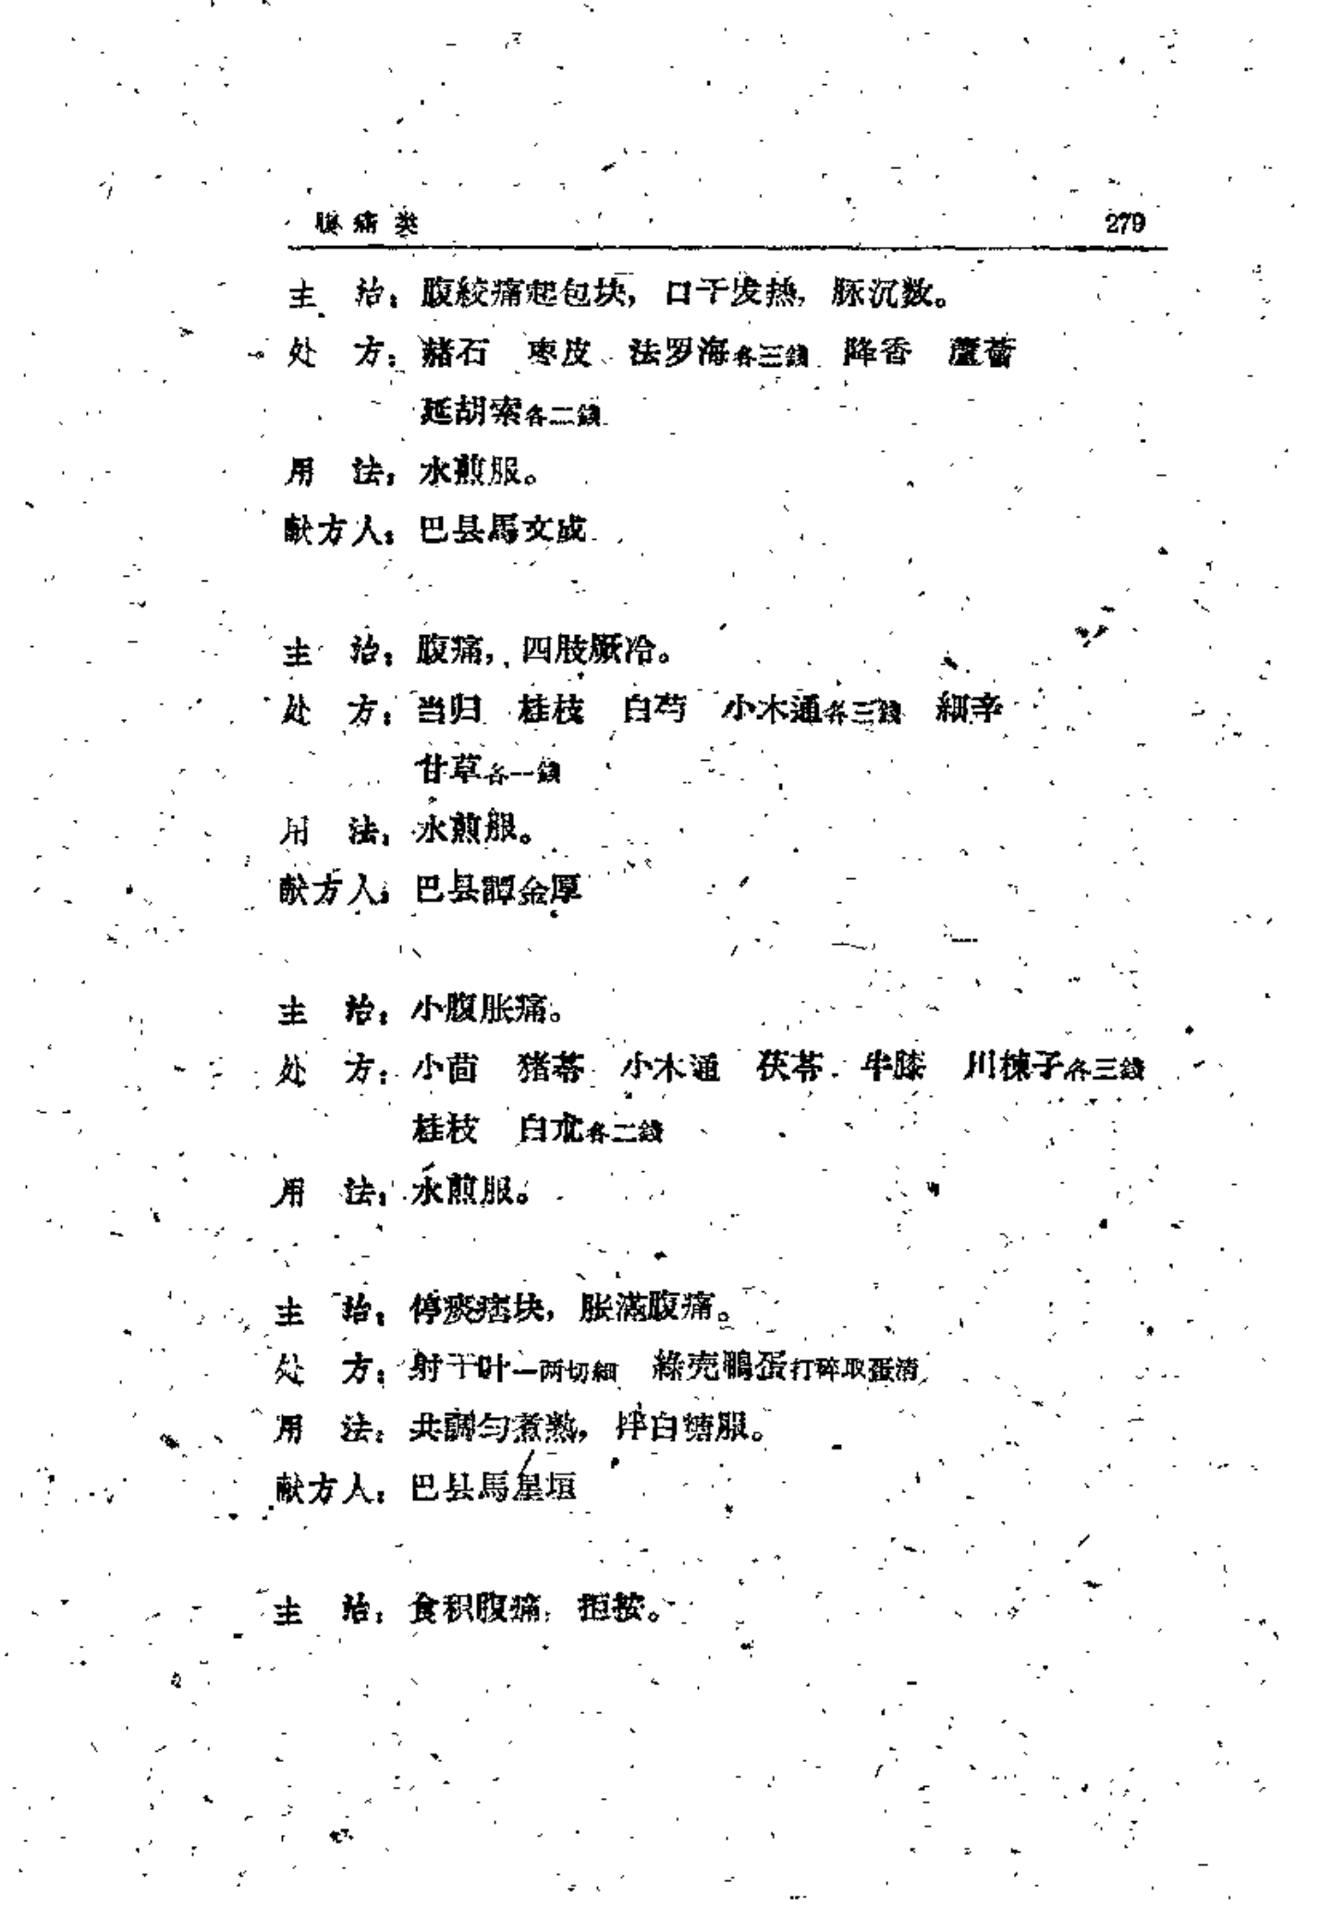 腹痛类 279
主 治：腹絞痛起包块，口干发热，脉沉数。
处 方：赭石 枣皮 法罗海各三錢 降香 蘆薈
延胡索各二錢
用 法：水煎服。
献方人：巴县馬文成
主 治：腹痛，四肢厥冷。
处 方：当归 桂枝 白芍 小木通各三錢 細辛
甘草各一錢
用 法：水煎服。
献方人：巴县譚金厚
主 治：小腹胀痛。
处 方：小茴 猪苓 小木通 茯苓 牛膝 川楝子各三錢
桂枝 白朮各二錢
用 法：水煎服。
主 治：停痰痞块，胀滿腹痛。
处 方：射干叶一两切細 綠壳鴨蛋打碎取蛋清
用 法：共調匀煮熟，拌白糖服。
献方人：巴县馬星垣
主 治：食积腹痛，拒按。